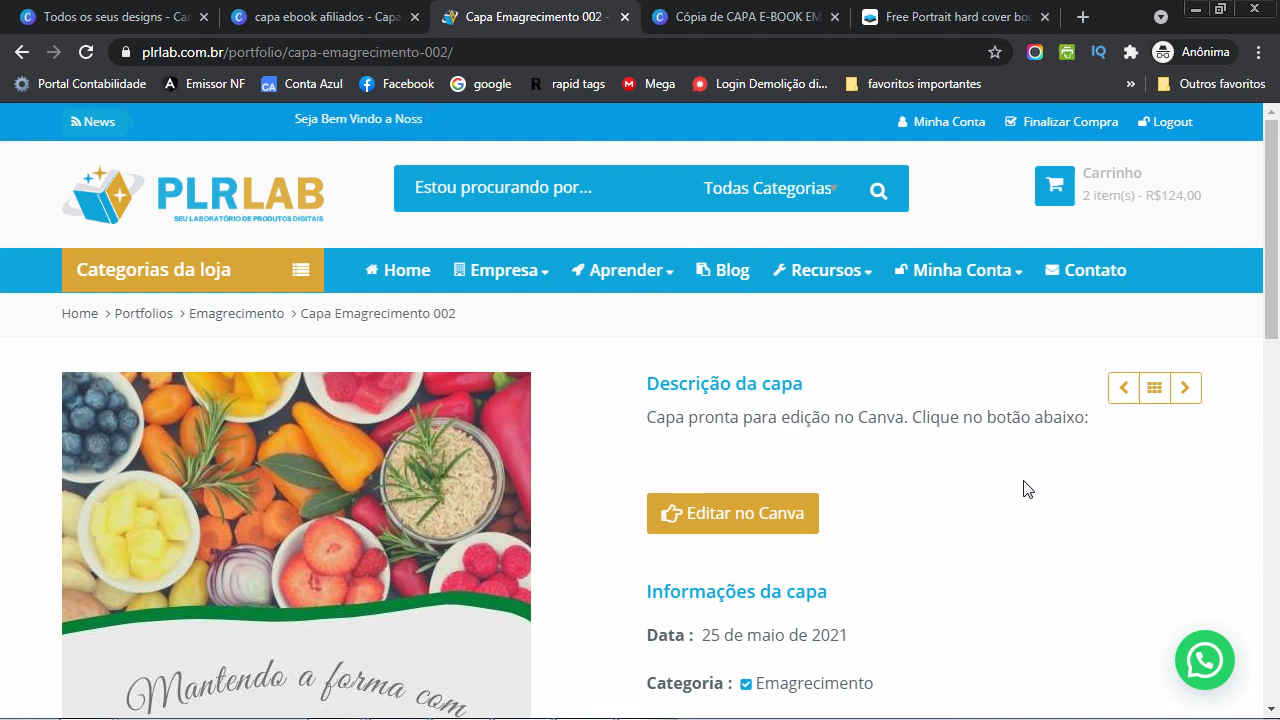 Todos os seus designs - Ca
capa ebook afiliados - Capa
Capa Emagrecimento 002 -
Cópia de CAPA E-BOOK EM
Free Portrait hard cover boo
plrlab.com.br/portfolio/capa-emagrecimento-002/
IQ
Anônima
Portal Contabilidade
Emissor NF
CA
Conta Azul
Facebook
google
rapid tags
Mega
Login Demolição di...
favoritos importantes
Outros favoritos
News
Seja Bem Vindo a Noss
Minha Conta
Finalizar Compra
Logout
PLRLAB
SEU LABORATÓRIO DE PRODUTOS DIGITAIS
Estou procurando por...
Todas Categorias
Carrinho
2 item(s) - R$124,00
Categorias da loja
Home
Empresa
Aprender
Blog
Recursos
Minha Conta
Contato
Home > Portfolios > Emagrecimento > Capa Emagrecimento 002
Descrição da capa
Capa pronta para edição no Canva. Clique no botão abaixo:
Editar no Canva
Informações da capa
Data : 25 de maio de 2021
Categoria : Emagrecimento
Mantendo a forma com